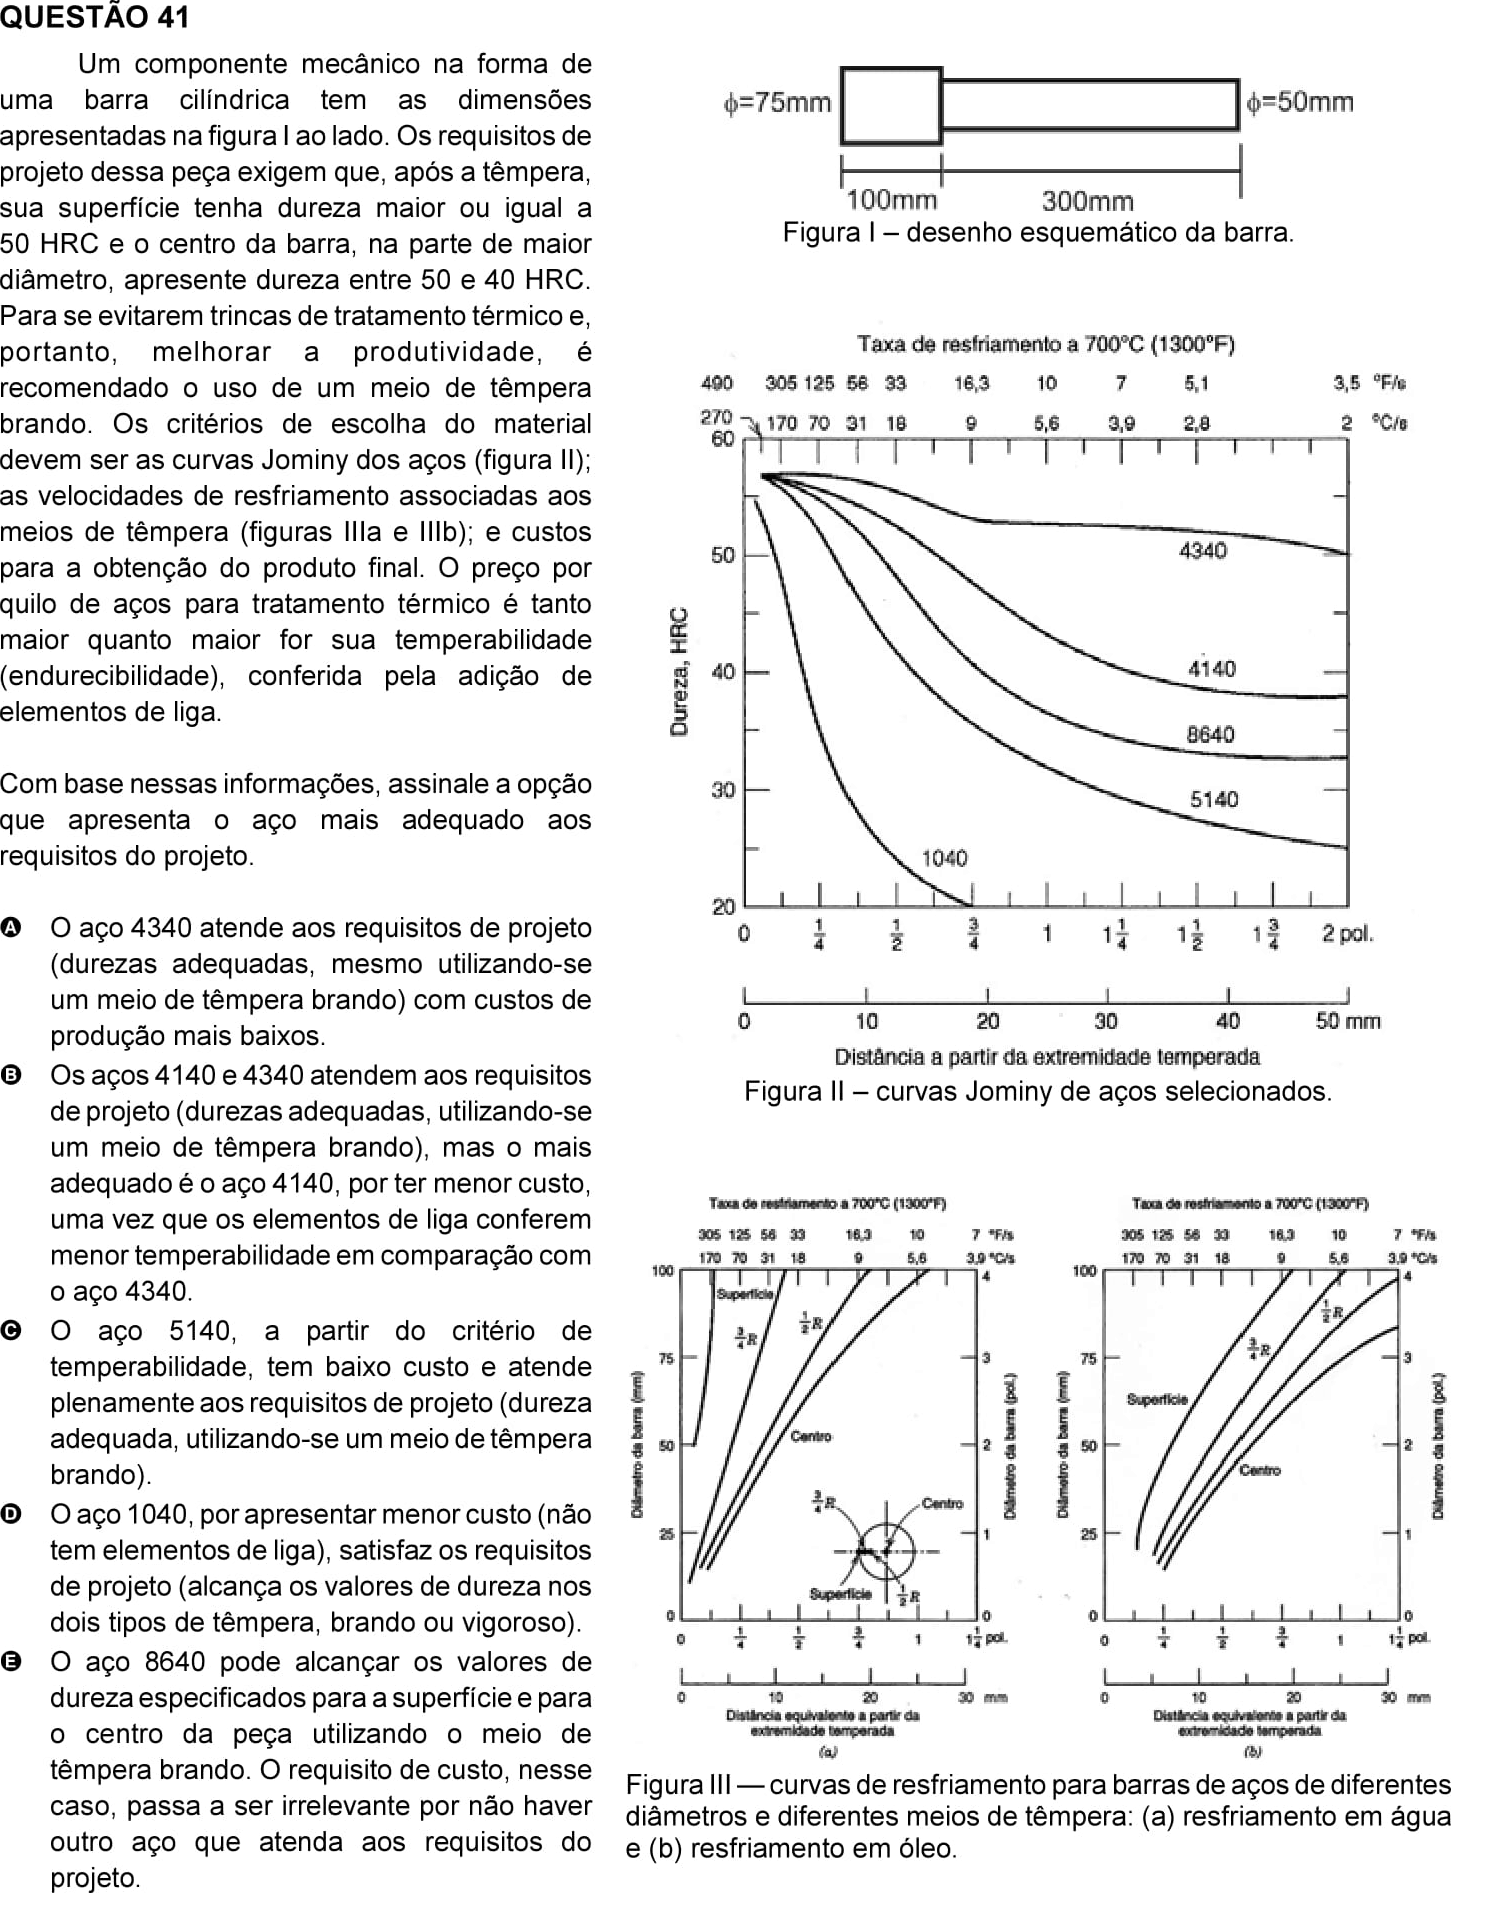 QUESTÃO 41
Um componente mecânico na forma de
uma barra cilíndrica tem as dimensões
apresentadas na figura I ao lado. Os requisitos de
projeto dessa peça exigem que, após a têmpera,
sua superfície tenha dureza maior ou igual a
50 HRC e o centro da barra, na parte de maior
diâmetro, apresente dureza entre 50 e 40 HRC.
Para se evitarem trincas de tratamento térmico e,
portanto, melhorar a produtividade, é
recomendado o uso de um meio de têmpera
brando. Os critérios de escolha do material
devem ser as curvas Jominy dos aços (figura II);
as velocidades de resfriamento associadas aos
meios de têmpera (figuras IIIa e IIIb); e custos
para a obtenção do produto final. O preço por
quilo de aços para tratamento térmico é tanto
maior quanto maior for sua temperabilidade
(endurecibilidade), conferida pela adição de
elementos de liga.
Com base nessas informações, assinale a opção
que apresenta o aço mais adequado aos
requisitos do projeto.
A O aço 4340 atende aos requisitos de projeto
(durezas adequadas, mesmo utilizando-se
um meio de têmpera brando) com custos de
produção mais baixos.
B Os aços 4140 e 4340 atendem aos requisitos
de projeto (durezas adequadas, utilizando-se
um meio de têmpera brando), mas o mais
adequado é o aço 4140, por ter menor custo,
uma vez que os elementos de liga conferem
menor temperabilidade em comparação com
o aço 4340.
C O aço 5140, a partir do critério de
temperabilidade, tem baixo custo e atende
plenamente aos requisitos de projeto (dureza
adequada, utilizando-se um meio de têmpera
brando).
D O aço 1040, por apresentar menor custo (não
tem elementos de liga), satisfaz os requisitos
de projeto (alcança os valores de dureza nos
dois tipos de têmpera, brando ou vigoroso).
E O aço 8640 pode alcançar os valores de
dureza especificados para a superfície e para
o centro da peça utilizando o meio de
têmpera brando. O requisito de custo, nesse
caso, passa a ser irrelevante por não haver
outro aço que atenda aos requisitos do
projeto.
ϕ=75mm ϕ=50mm
100mm 300mm
Figura I – desenho esquemático da barra.
Taxa de resfriamento a 700ºC (1300ºF)
490 305 125 56 33 16,3 10 7 5,1 3,5 ºF/s
270 170 70 31 18 9 5,6 3,9 2,8 2 ºC/s
60
50
40
30
20
Dureza, HRC
4340
4140
8640
5140
1040
0 1/4 1/2 3/4 1 1 1/4 1 1/2 1 3/4 2 pol.
0 10 20 30 40 50 mm
Distância a partir da extremidade temperada
Figura II – curvas Jominy de aços selecionados.
Taxa de resfriamento a 700ºC (1300ºF)
305 125 56 33 16,3 10 7 ºF/s
170 70 31 18 9 5,6 3,9 ºC/s
100 75 50 25 0
Diâmetro da barra (mm)
4 3 2 1 0
Diâmetro da barra (pol.)
Superfície
3/4 R
1/2 R
Centro
3/4 R
Centro
Superfície
1/2 R
0 1/4 1/2 3/4 1 1 1/4 pol.
0 10 20 30 mm
Distância equivalente a partir da
extremidade temperada
(a)
Taxa de resfriamento a 700ºC (1300ºF)
305 125 56 33 16,3 10 7 ºF/s
170 70 31 18 9 5,6 3,9 ºC/s
100 75 50 25 0
Diâmetro da barra (mm)
4 3 2 1 0
Diâmetro da barra (pol.)
Superfície
3/4 R
1/2 R
Centro
0 1/4 1/2 3/4 1 1 1/4 pol.
0 10 20 30 mm
Distância equivalente a partir da
extremidade temperada
(b)
Figura III — curvas de resfriamento para barras de aços de diferentes
diâmetros e diferentes meios de têmpera: (a) resfriamento em água
e (b) resfriamento em óleo.